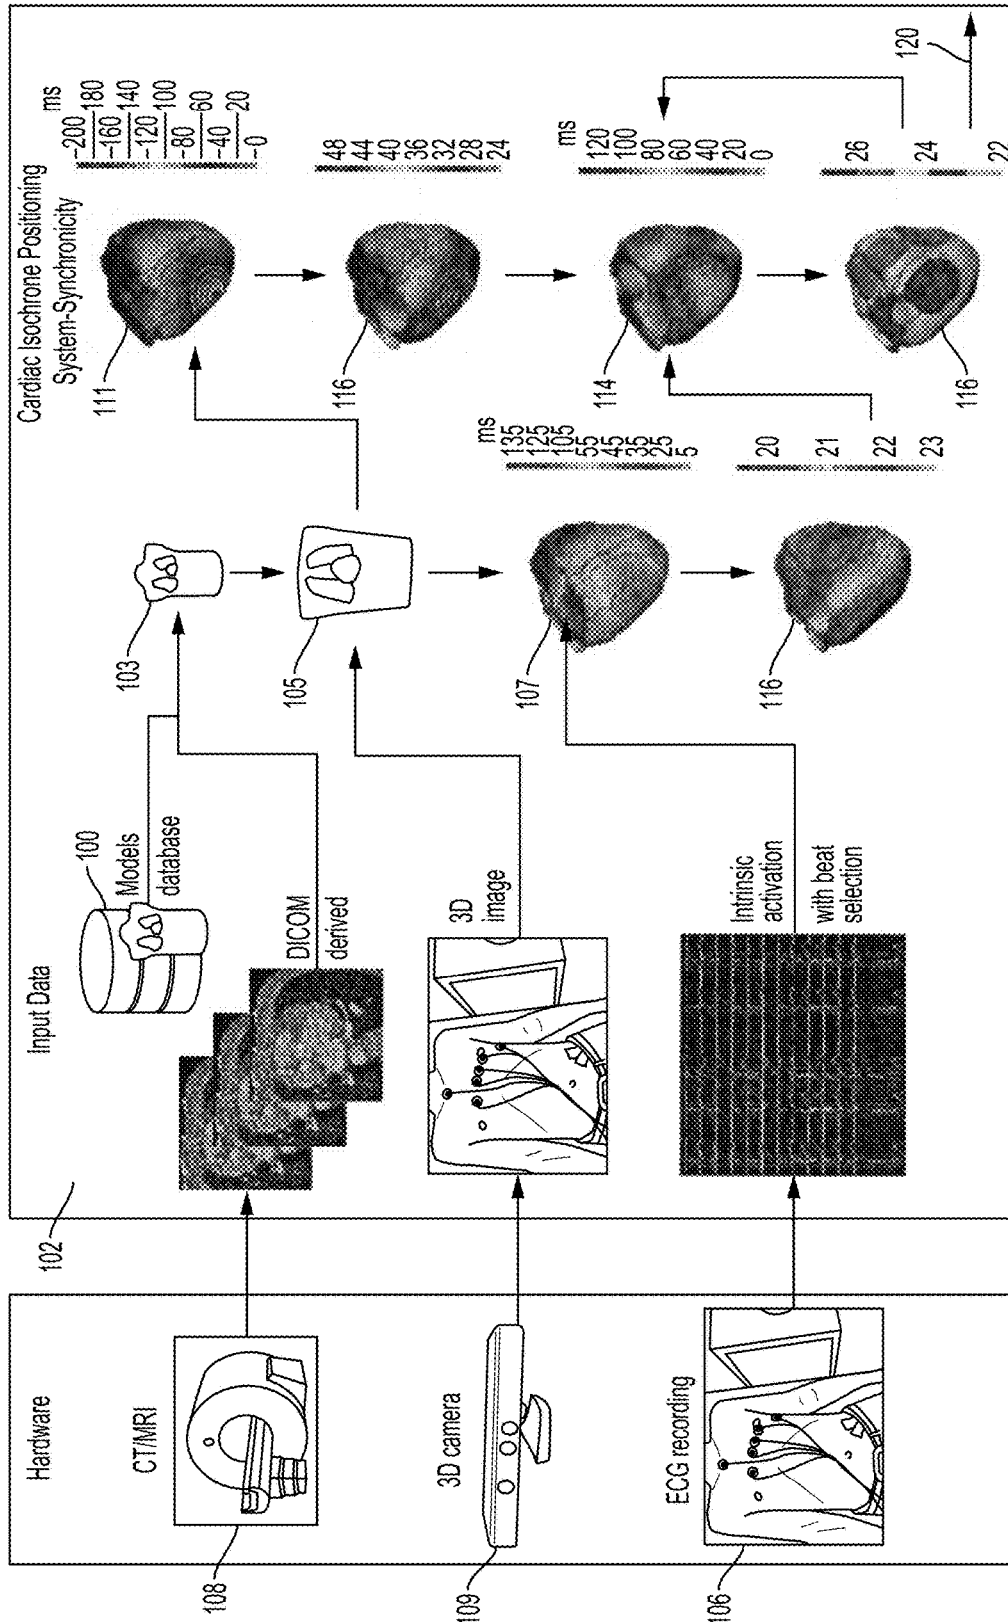 Hardware
CT/MRI
108
3D camera
109
ECG recording
106
102
Input Data
100
Models
database
DICOM
derived
3D
image
Intrinsic
activation
with beat
selection
103
105
107
116
ms
135
125
105
55
45
35
25
5
20
21
22
23
Cardiac Isochrone Positioning
System-Synchronicity
111
ms
200
180
160
140
120
100
80
60
40
20
0
116
48
44
40
36
32
28
24
114
ms
120
100
80
60
40
20
0
116
26
24
22
120